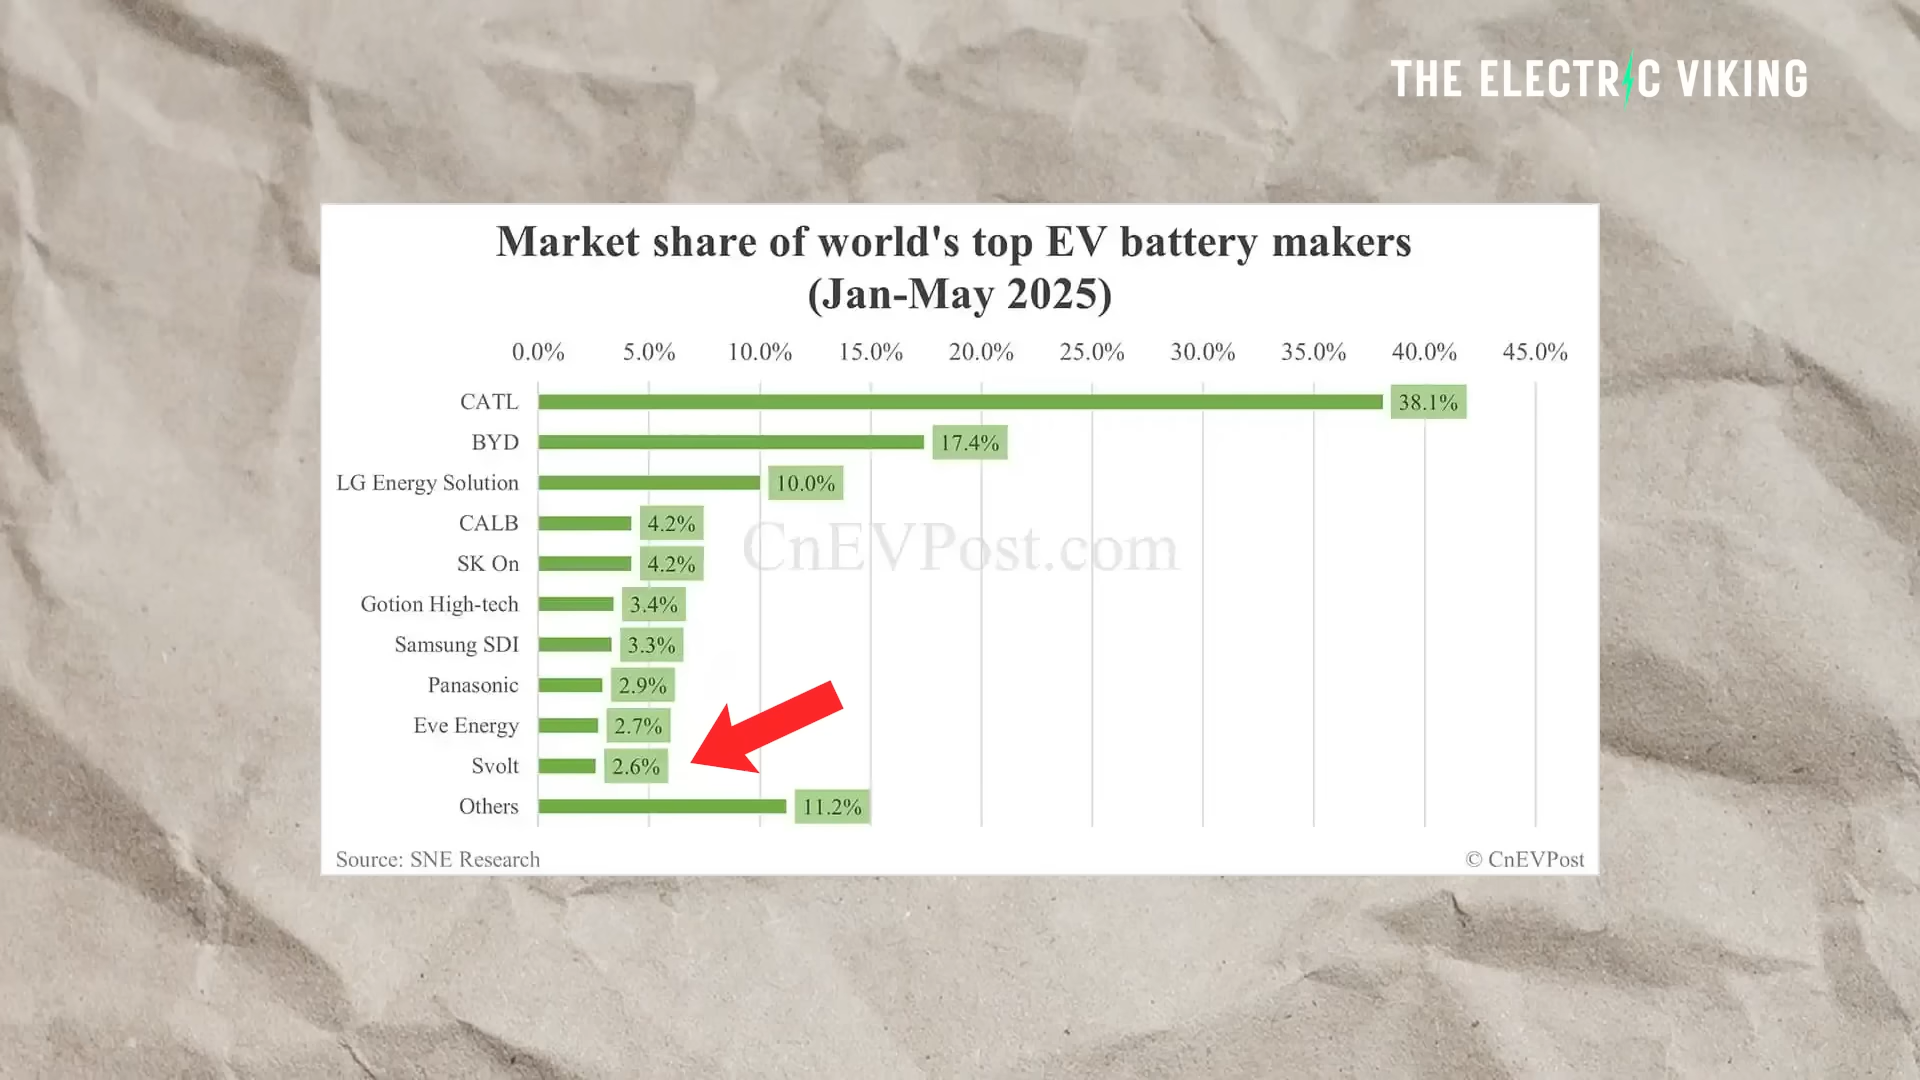 THE ELECTRIC VIKING
Market share of world's top EV battery makers
(Jan-May 2025)
0.0% 5.0% 10.0% 15.0% 20.0% 25.0% 30.0% 35.0% 40.0% 45.0%
CATL 38.1%
BYD 17.4%
LG Energy Solution 10.0%
CALB 4.2%
SK On 4.2%
Gotion High-tech 3.4%
Samsung SDI 3.3%
Panasonic 2.9%
Eve Energy 2.7%
Svolt 2.6%
Others 11.2%
CnEVPost.com
Source: SNE Research © CnEVPost